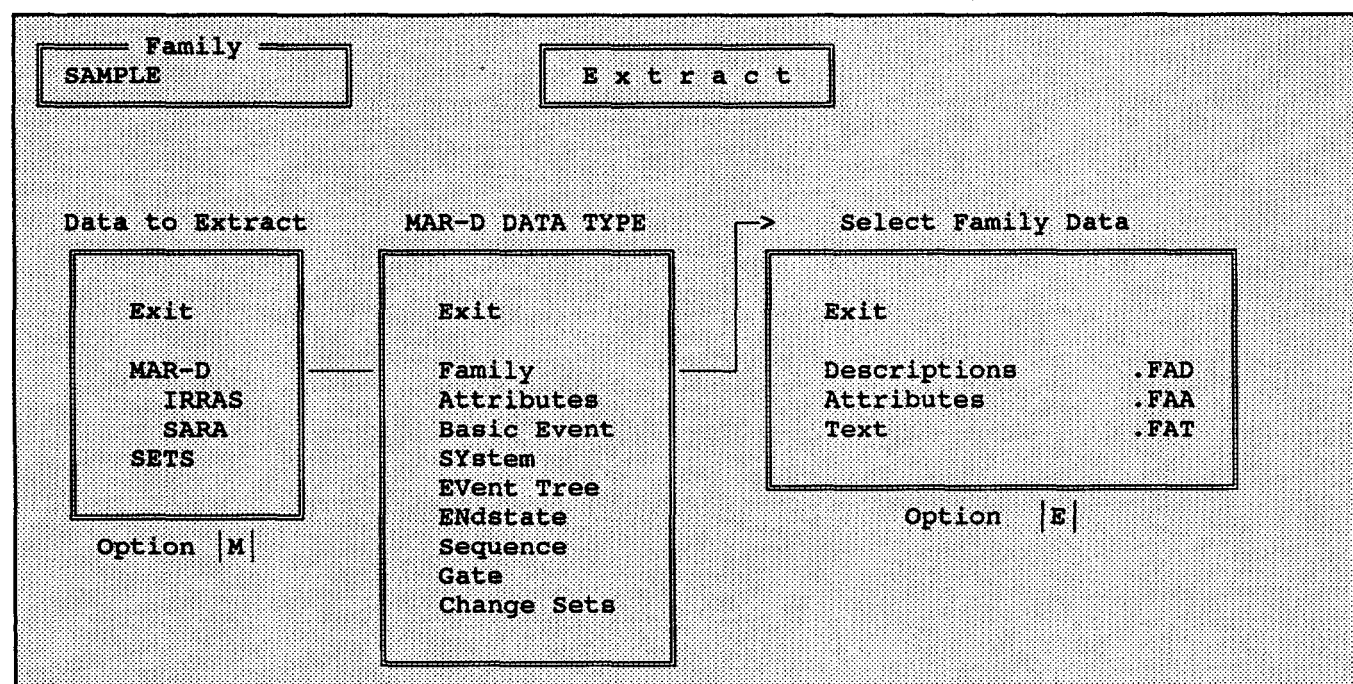 Family
SAMPLE
E x t r a c t
Data to Extract
Exit
MAR-D
IRRAS
SARA
SETS
Option |M|
MAR-D DATA TYPE
Exit
Family
Attributes
Basic Event
SYstem
EVent Tree
ENdstate
Sequence
Gate
Change Sets
Select Family Data
Exit
Descriptions .FAD
Attributes .FAA
Text .FAT
Option |E|